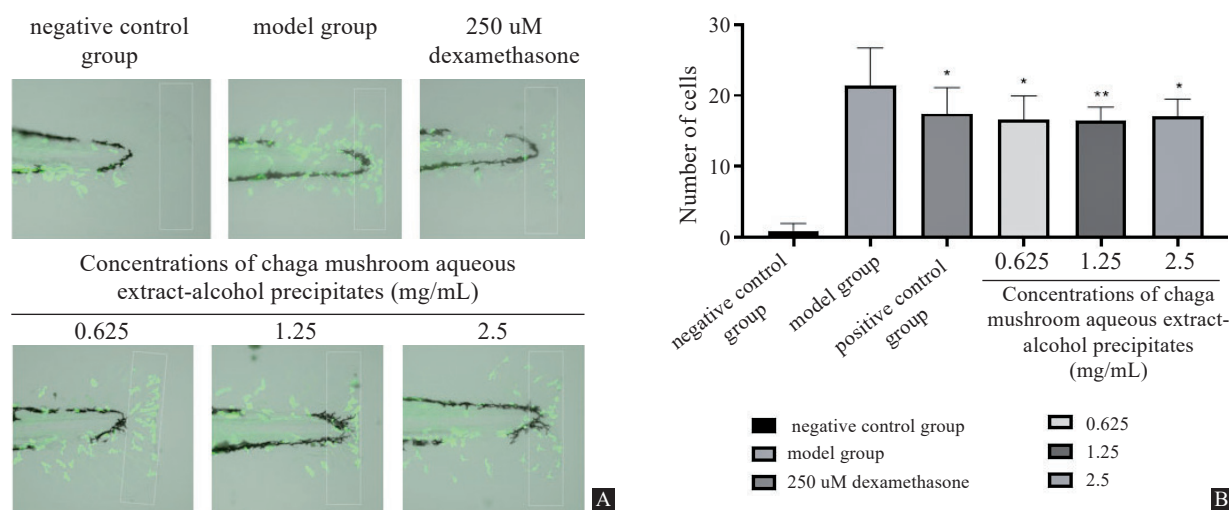 negative control
group
model group
250 uM
dexamethasone
Concentrations of chaga mushroom aqueous
extract-alcohol precipitates (mg/mL)
0.625
1.25
2.5
A
30
20
10
0
Number of cells
*
*
**
*
negative control
group
model group
positive control
group
0.625
1.25
2.5
Concentrations of chaga
mushroom aqueous extract-
alcohol precipitates
(mg/mL)
negative control group
model group
250 uM dexamethasone
0.625
1.25
2.5
B